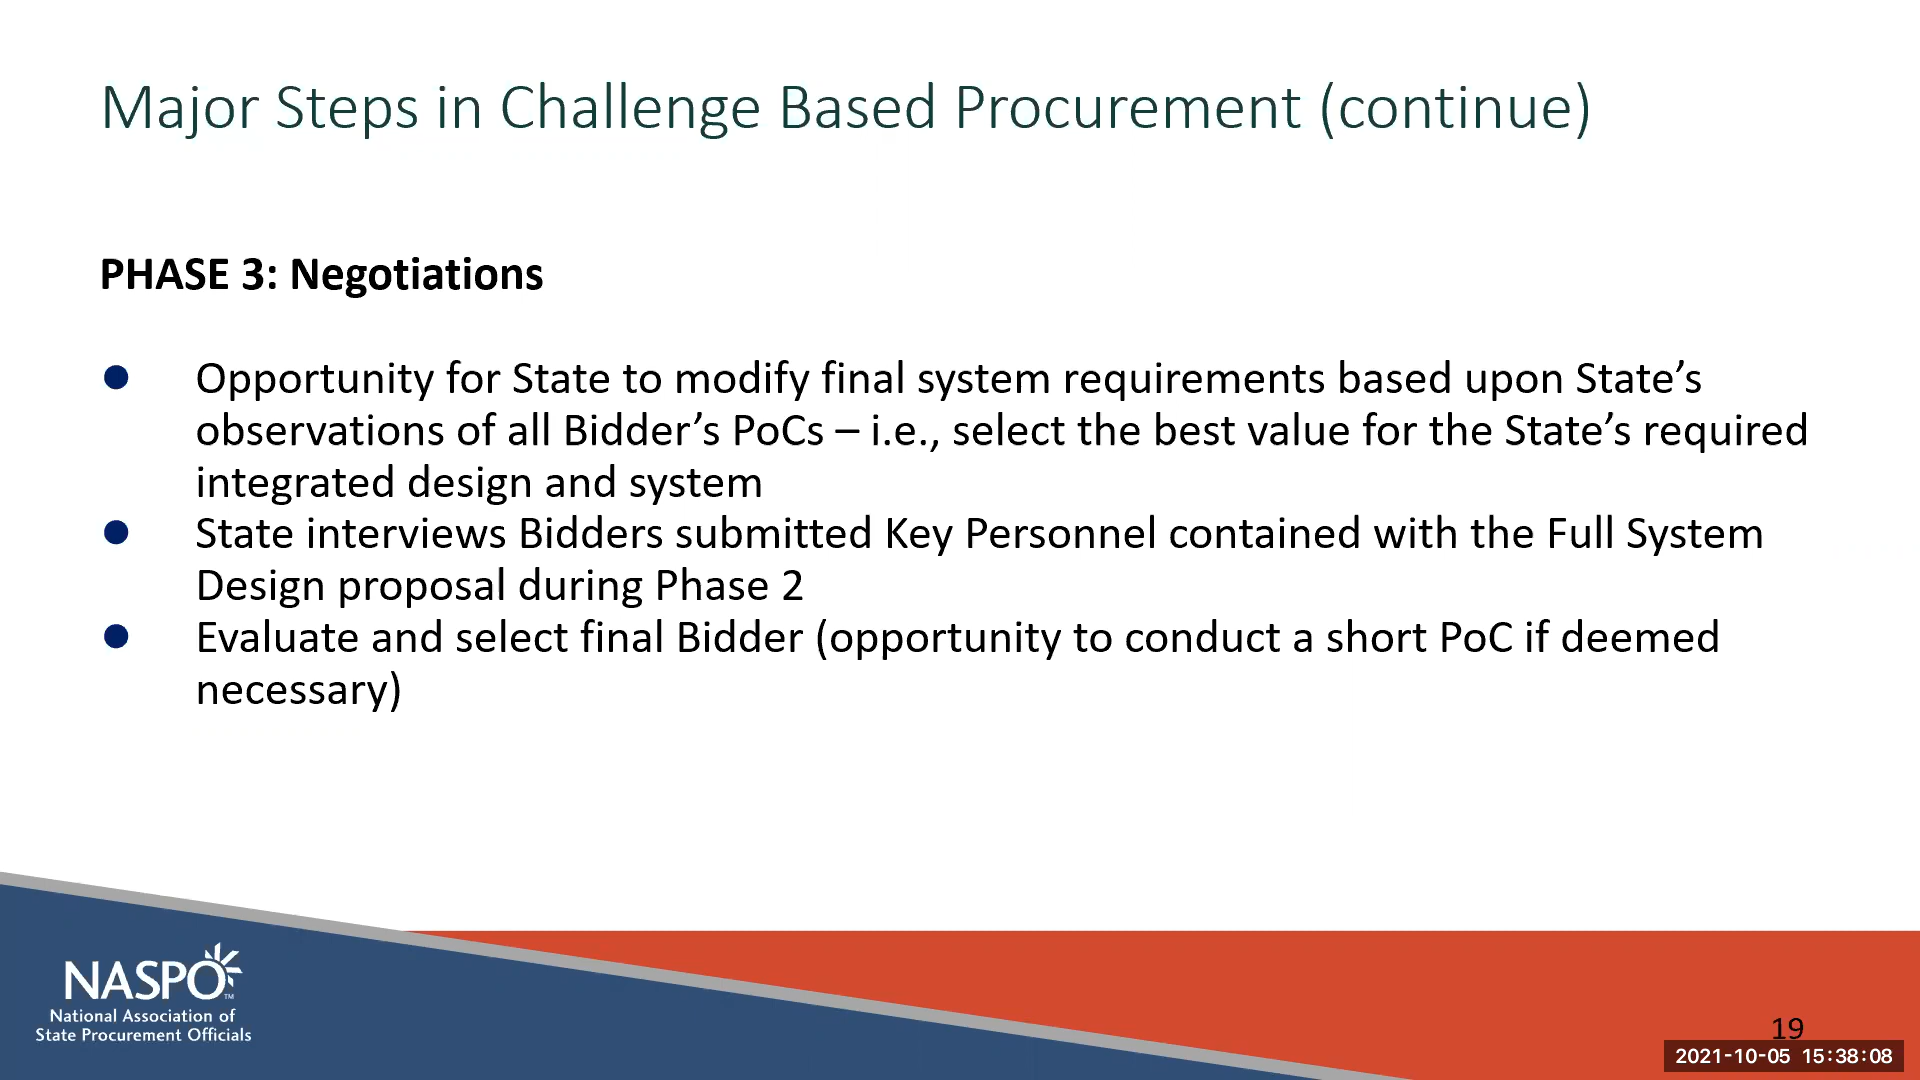 Major Steps in Challenge Based Procurement (continue)
PHASE 3: Negotiations
● Opportunity for State to modify final system requirements based upon State’s
observations of all Bidder’s PoCs – i.e., select the best value for the State’s required
integrated design and system
● State interviews Bidders submitted Key Personnel contained with the Full System
Design proposal during Phase 2
● Evaluate and select final Bidder (opportunity to conduct a short PoC if deemed
necessary)
NASPO™
National Association of
State Procurement Officials
19
2021-10-05 15:38:08